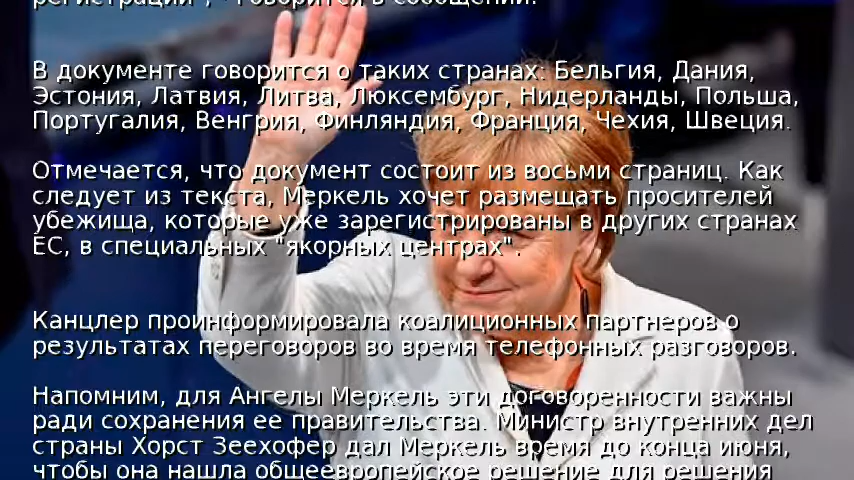 регистрации", - говорится в сообщении.
В документе говорится о таких странах: Бельгия, Дания,
Эстония, Латвия, Литва, Люксембург, Нидерланды, Польша,
Португалия, Венгрия, Финляндия, Франция, Чехия, Швеция.
Отмечается, что документ состоит из восьми страниц. Как
следует из текста, Меркель хочет размещать просителей
убежища, которые уже зарегистрированы в других странах
ЕС, в специальных "якорных центрах".
Канцлер проинформировала коалиционных партнеров о
результатах переговоров во время телефонных разговоров.
Напомним, для Ангелы Меркель эти договоренности важны
ради сохранения ее правительства. Министр внутренних дел
страны Хорст Зеехофер дал Меркель время до конца июня,
чтобы она нашла общеевропейское решение для решения